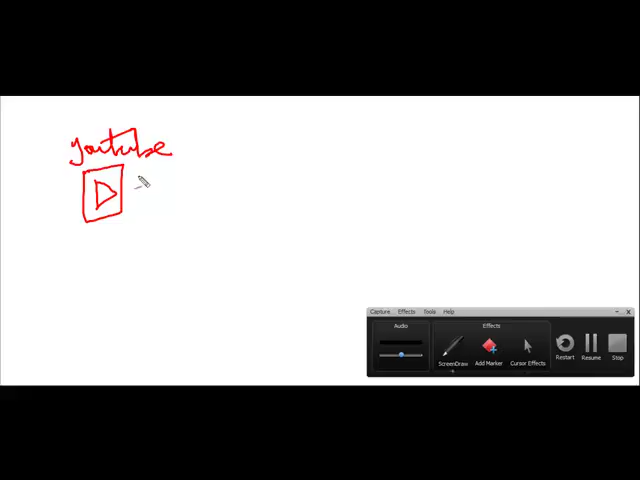 youtube
Capture Effects Tools Help
Audio
Effects
ScreenDraw
Add Marker
Cursor Effects
Restart
Resume
Stop